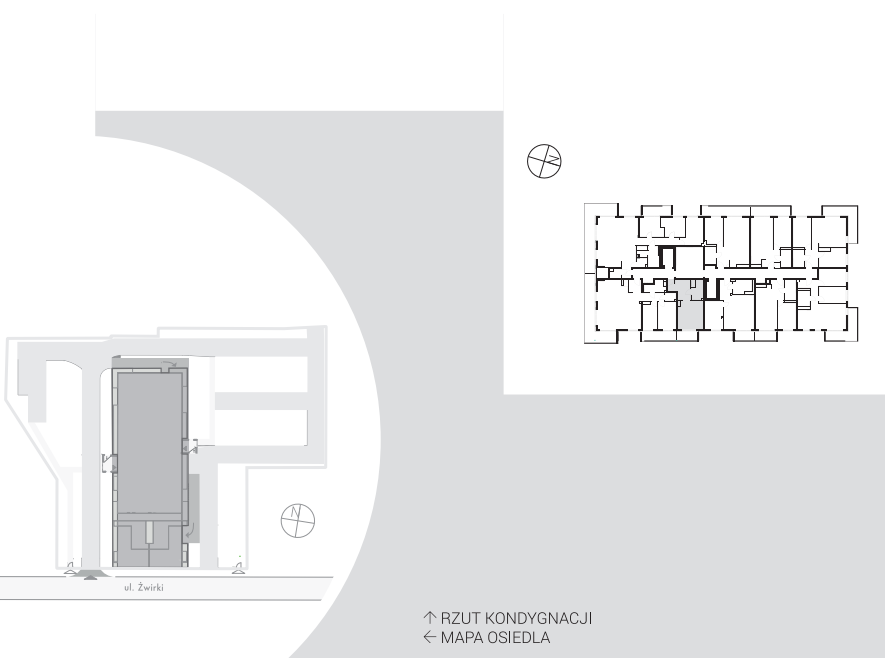 N
N
ul. Żwirki
↑ RZUT KONDYGNACJI
← MAPA OSIEDLA